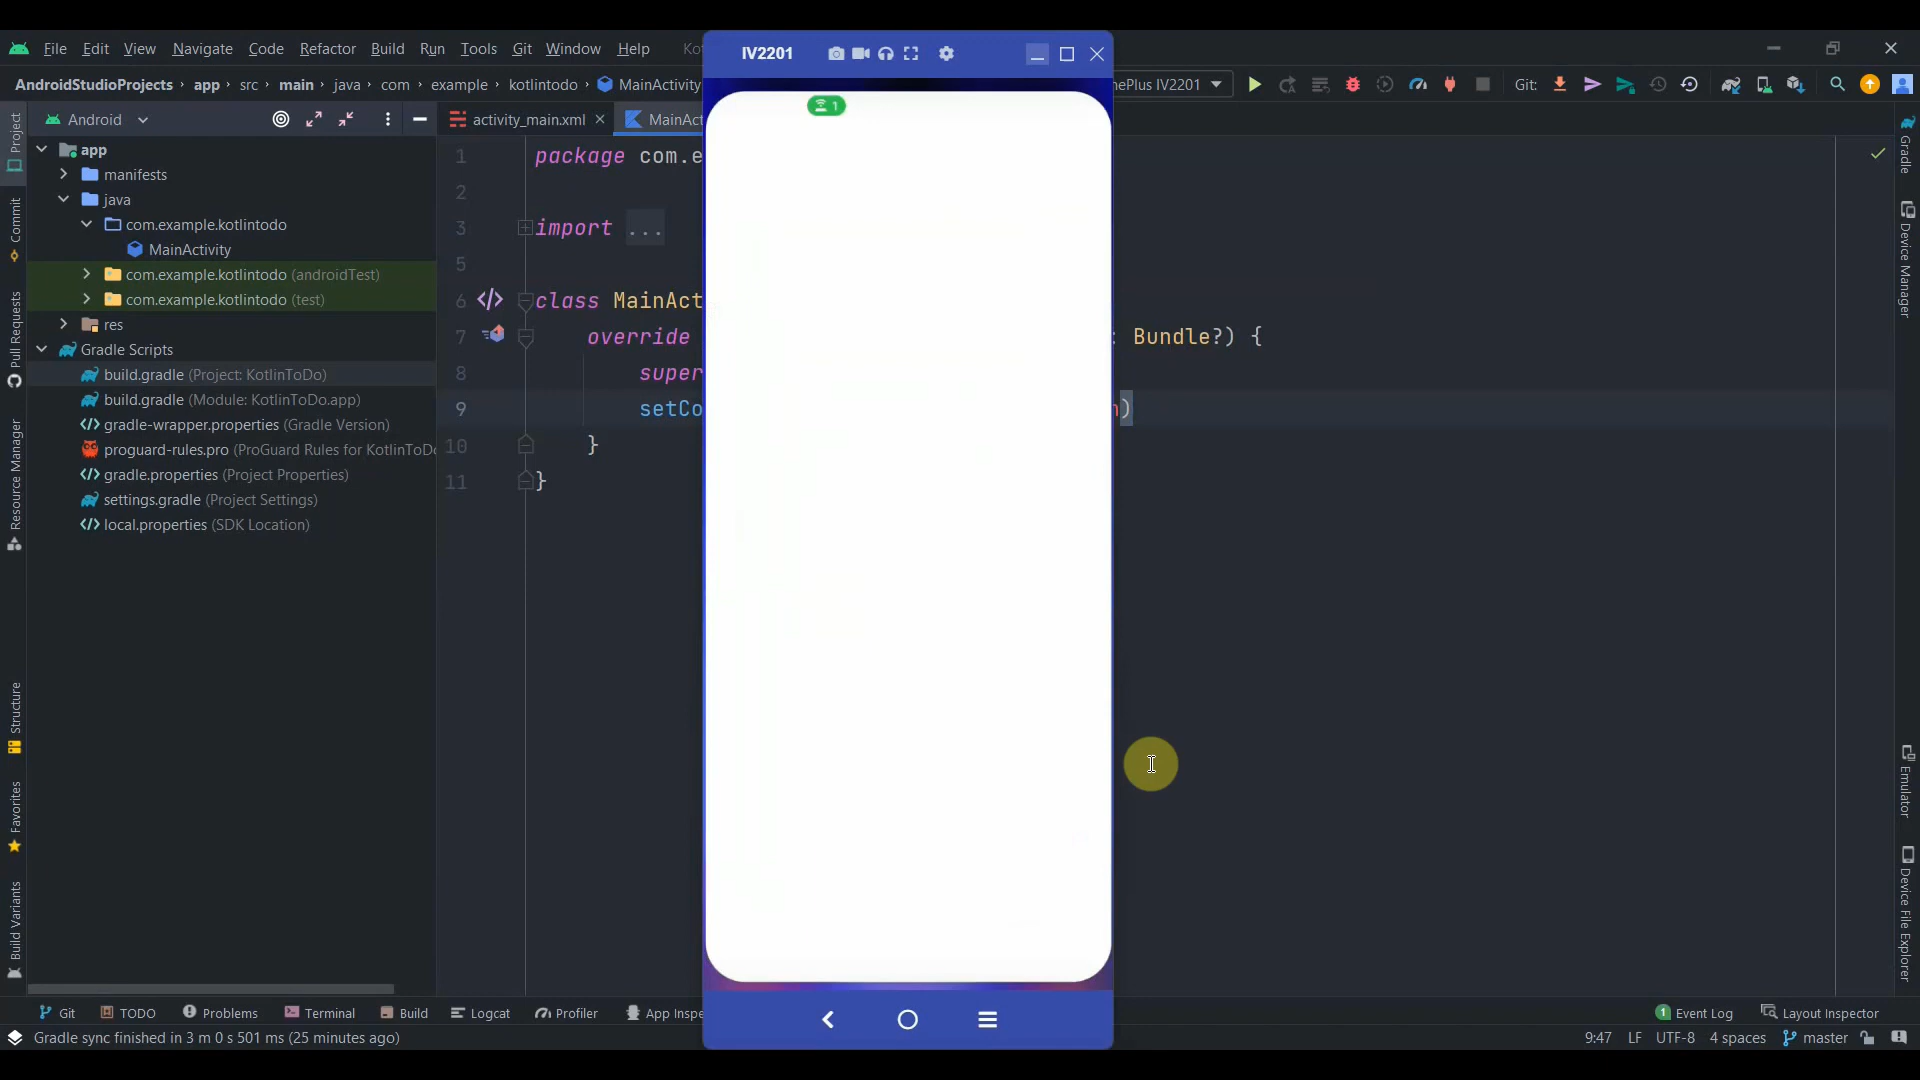 File Edit View Navigate Code Refactor Build Run Tools Git Window Help
IV2201
AndroidStudioProjects app src main java com example kotlintodo MainActivity
IV2201
Git:
Android
activity_main.xml
app
manifests
java
com.example.kotlintodo
MainActivity
com.example.kotlintodo (androidTest)
com.example.kotlintodo (test)
res
Gradle Scripts
build.gradle (Project: KotlinToDo)
build.gradle (Module: KotlinToDo.app)
gradle-wrapper.properties (Gradle Version)
proguard-rules.pro (ProGuard Rules for KotlinToDo
gradle.properties (Project Properties)
settings.gradle (Project Settings)
local.properties (SDK Location)
1 package com.e
2
3 import ...
5
6 class MainAct
7 override : Bundle?) {
8 super
9 setCo )
10 }
11 }
1
Project
Commit
Pull Requests
Resource Manager
Structure
Favorites
Build Variants
Gradle
Device Manager
Emulator
Device File Explorer
Git TODO Problems Terminal Build Logcat Profiler App Inspe
1 Event Log Layout Inspector
Gradle sync finished in 3 m 0 s 501 ms (25 minutes ago)
9:47 LF UTF-8 4 spaces master